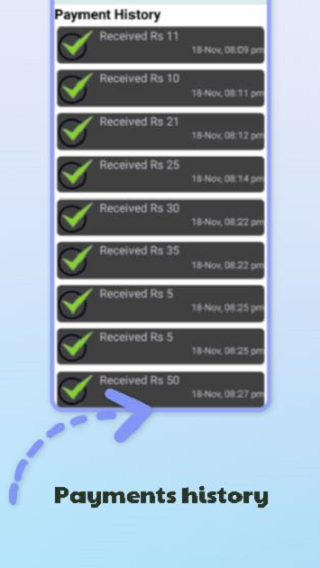 Payment History
Received Rs 11
18-Nov, 08:09 pm
Received Rs 10
18-Nov, 08:11 pm
Received Rs 21
18-Nov, 08:12 pm
Received Rs 25
18-Nov, 08:14 pm
Received Rs 30
18-Nov, 08:22 pm
Received Rs 35
18-Nov, 08:22 pm
Received Rs 5
18-Nov, 08:25 pm
Received Rs 5
18-Nov, 08:25 pm
Received Rs 50
18-Nov, 08:27 pm
Payments history